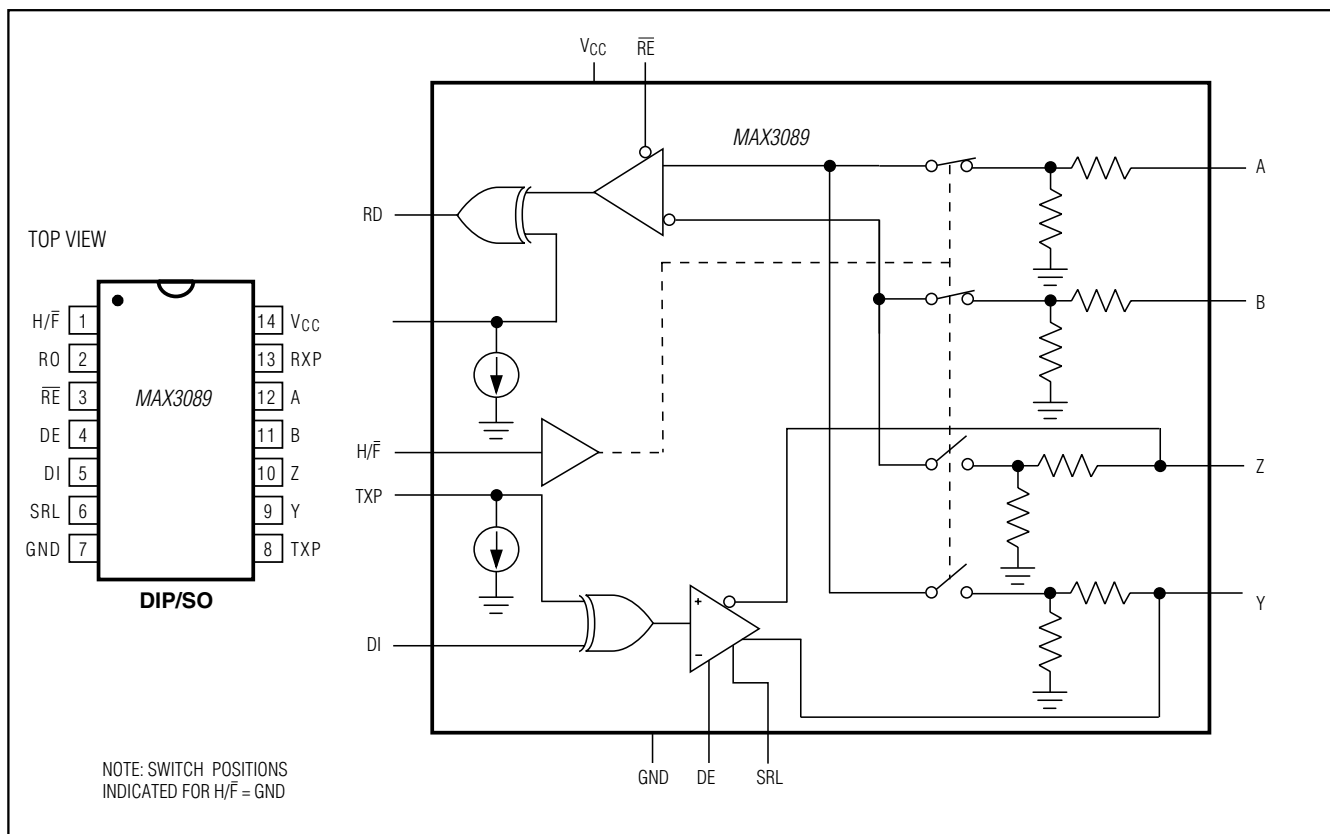 TOP VIEW
H/F̅ 1
RO 2
R̅E̅ 3
DE 4
DI 5
SRL 6
GND 7
MAX3089
14 VCC
13 RXP
12 A
11 B
10 Z
9 Y
8 TXP
DIP/SO
NOTE: SWITCH POSITIONS
INDICATED FOR H/F̅ = GND
VCC
R̅E̅
MAX3089
RD
H/F̅
TXP
DI
+
−
GND
DE
SRL
A
B
Z
Y